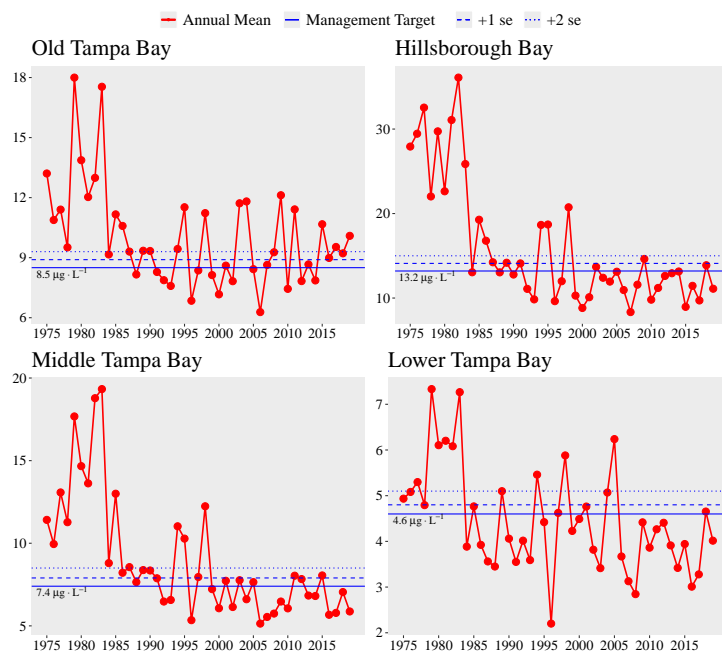 Annual Mean Management Target +1 se +2 se
Old Tampa Bay
18
15
12
9
6
8.5 μg · L⁻¹
1975 1980 1985 1990 1995 2000 2005 2010 2015
Hillsborough Bay
30
20
10
13.2 μg · L⁻¹
1975 1980 1985 1990 1995 2000 2005 2010 2015
Middle Tampa Bay
20
15
10
5
7.4 μg · L⁻¹
1975 1980 1985 1990 1995 2000 2005 2010 2015
Lower Tampa Bay
7
6
5
4
3
2
4.6 μg · L⁻¹
1975 1980 1985 1990 1995 2000 2005 2010 2015